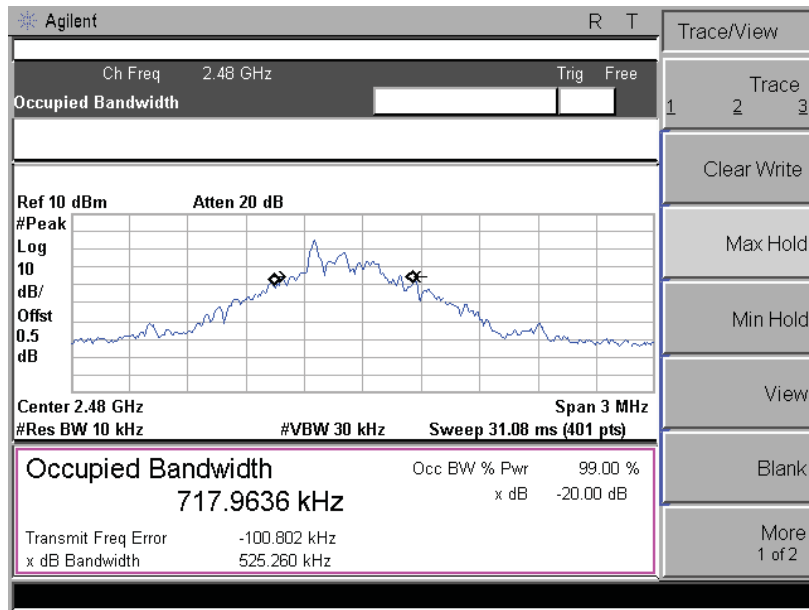 Agilent R T
Trace/View
Ch Freq 2.48 GHz Trig Free
Occupied Bandwidth
Trace
1 2 3
Clear Write
Ref 10 dBm Atten 20 dB
#Peak
Log
10
dB/
Offst
0.5
dB
Max Hold
Min Hold
View
Center 2.48 GHz Span 3 MHz
#Res BW 10 kHz #VBW 30 kHz Sweep 31.08 ms (401 pts)
Occupied Bandwidth Occ BW % Pwr 99.00 %
717.9636 kHz x dB -20.00 dB
Blank
Transmit Freq Error -100.802 kHz
x dB Bandwidth 525.260 kHz
More
1 of 2